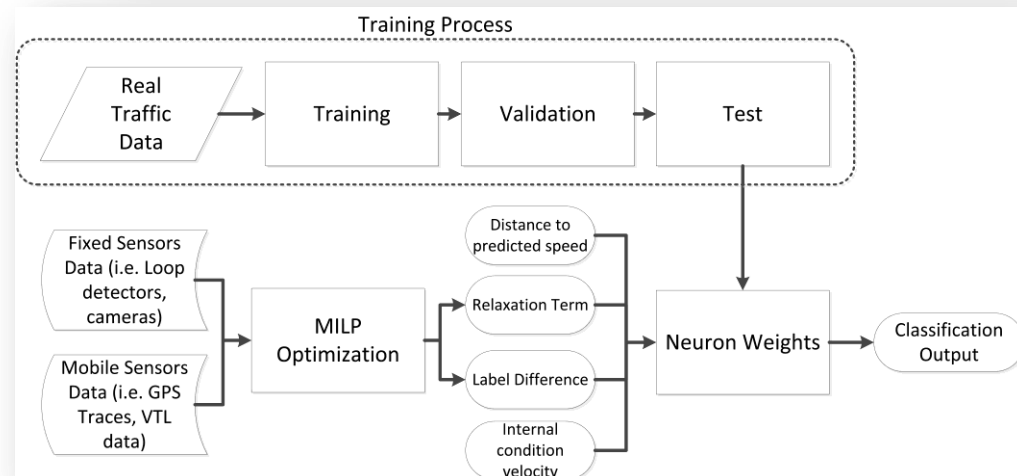 Training Process
Real
Traffic
Data
Training
Validation
Test
Fixed Sensors
Data (i.e. Loop
detectors,
cameras)
Mobile Sensors
Data (i.e. GPS
Traces, VTL
data)
MILP
Optimization
Distance to
predicted speed
Relaxation Term
Label Difference
Internal
condition
velocity
Neuron Weights
Classification
Output